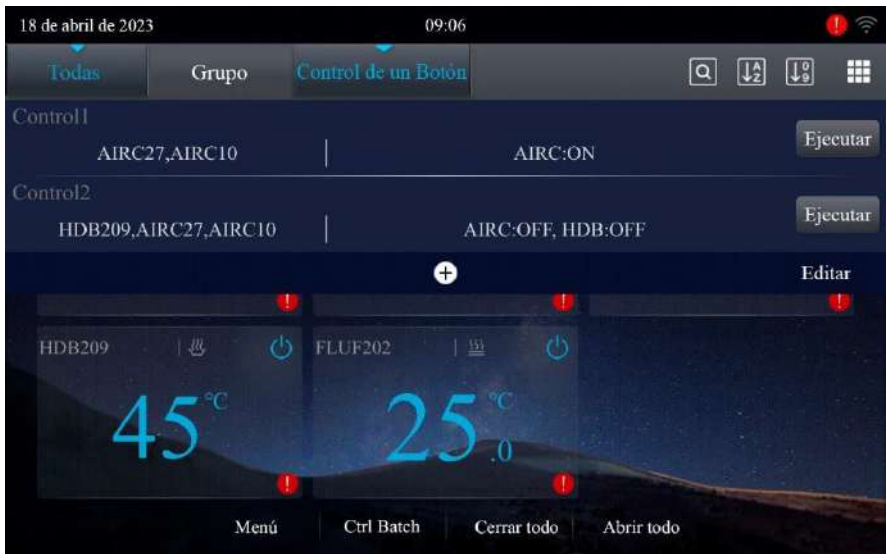 18 de abril de 2023 09:06
Todas Grupo Control de un Botón
Control1
AIRC27,AIRC10 AIRC:ON Ejecutar
Control2
HDB209,AIRC27,AIRC10 AIRC:OFF, HDB:OFF Ejecutar
Editar
HDB209 FLUF202
45 °C 25.0 °C
Menú Ctrl Batch Cerrar todo Abrir todo